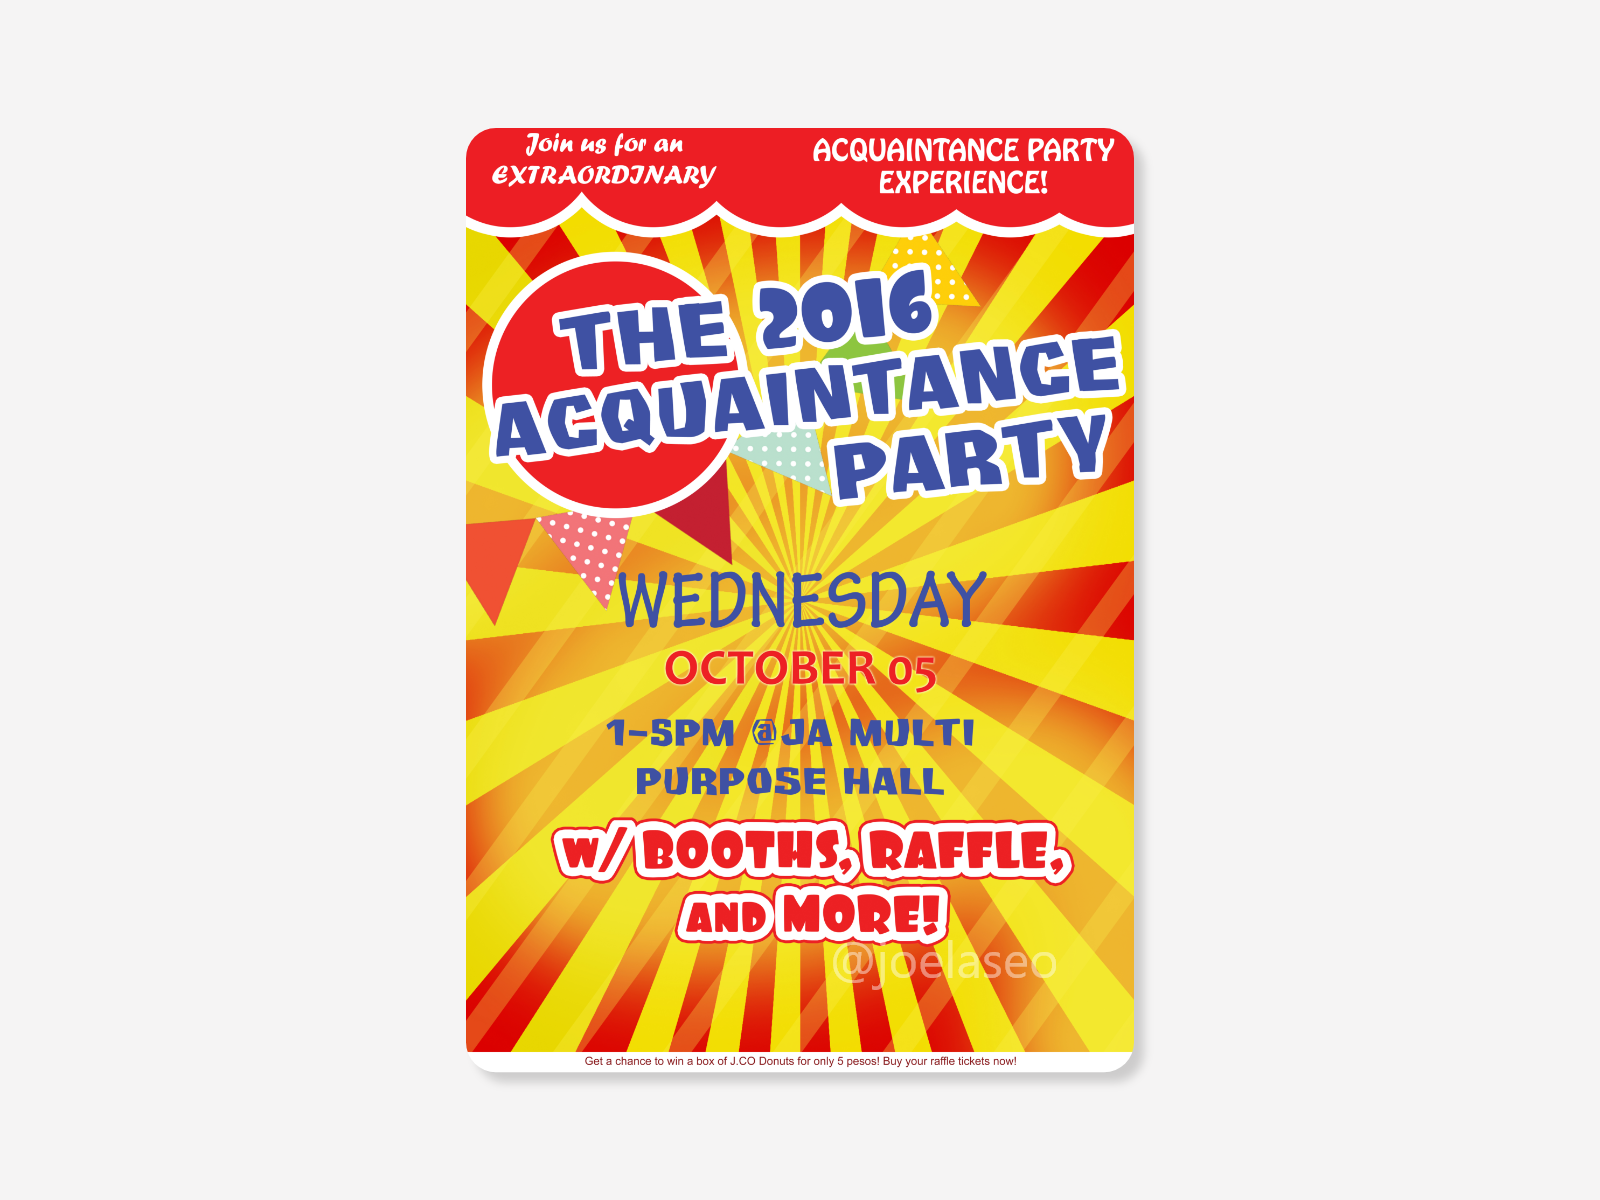 Join us for an
EXTRAORDINARY
ACQUAINTANCE PARTY
EXPERIENCE!
THE 2016
ACQUAINTANCE
PARTY
WEDNESDAY
OCTOBER 05
1-5PM @JA MULTI
PURPOSE HALL
W/ BOOTHS, RAFFLE,
AND MORE!
@joelaseo
Get a chance to win a box of J.CO Donuts for only 5 pesos! Buy your raffle tickets now!